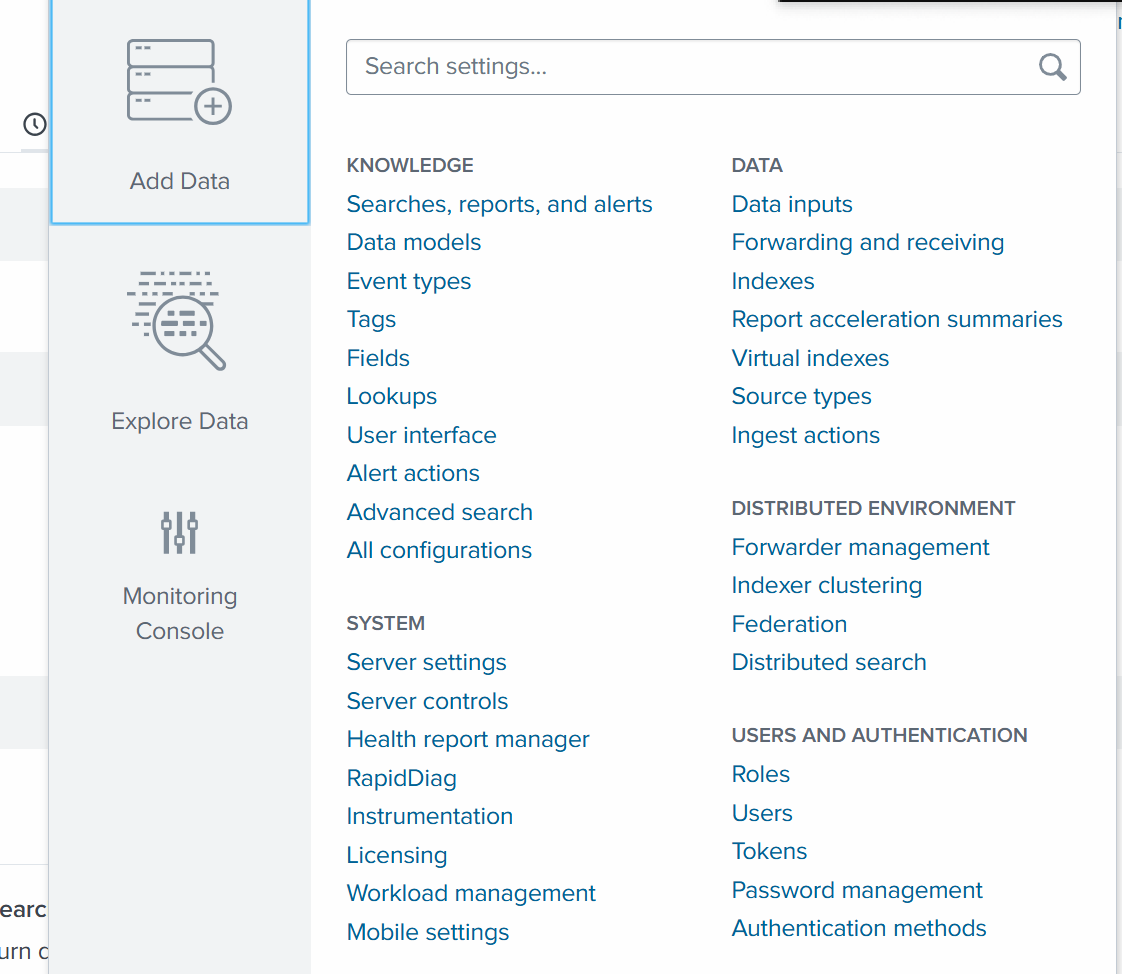 Search settings...
Add Data
Explore Data
Monitoring
Console
KNOWLEDGE
Searches, reports, and alerts
Data models
Event types
Tags
Fields
Lookups
User interface
Alert actions
Advanced search
All configurations
SYSTEM
Server settings
Server controls
Health report manager
RapidDiag
Instrumentation
Licensing
Workload management
Mobile settings
DATA
Data inputs
Forwarding and receiving
Indexes
Report acceleration summaries
Virtual indexes
Source types
Ingest actions
DISTRIBUTED ENVIRONMENT
Forwarder management
Indexer clustering
Federation
Distributed search
USERS AND AUTHENTICATION
Roles
Users
Tokens
Password management
Authentication methods